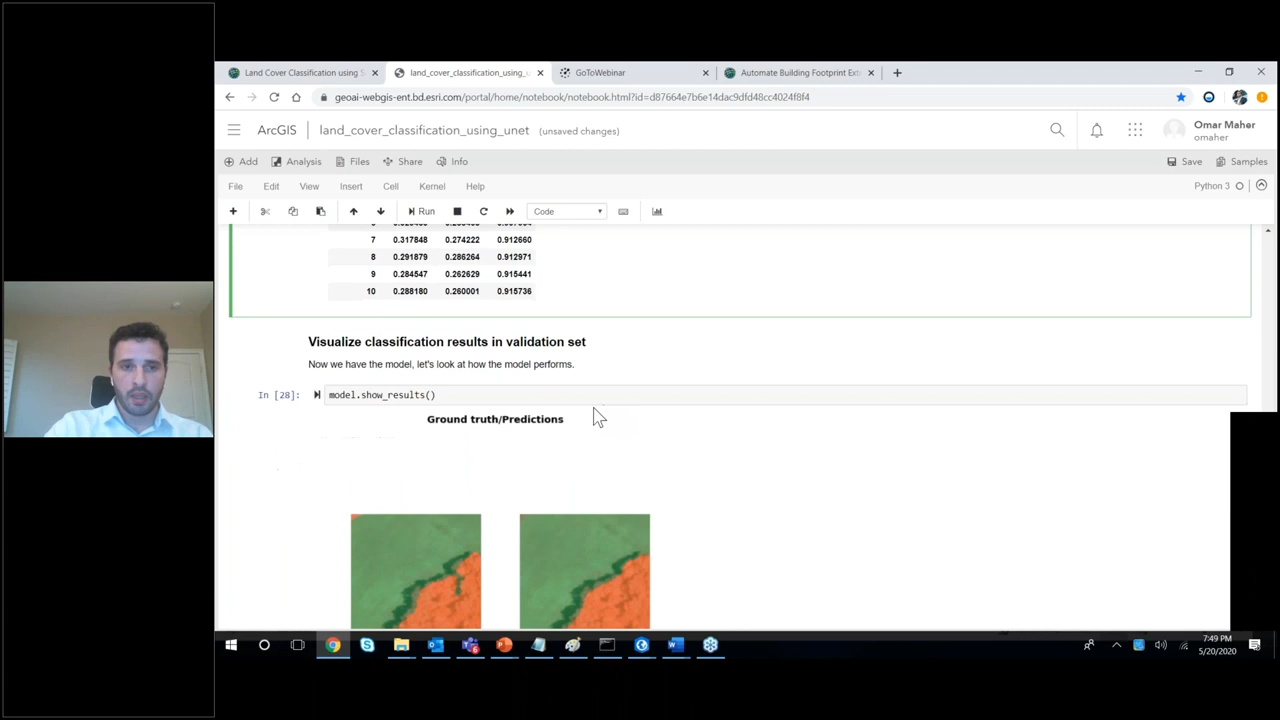 Land Cover Classification using S
land_cover_classification_using_
GoToWebinar
Automate Building Footprint Ext
geoai-webgis-ent.bd.esri.com/portal/home/notebook/notebook.html?id=d87664e7b6e14dac9dfd48cc4024f8f4
ArcGIS
land_cover_classification_using_unet (unsaved changes)
Omar Maher
omaher
Add Analysis Files Share Info
Save Samples
File Edit View Insert Cell Kernel Help
Python 3
Run
Code
7 0.317848 0.274222 0.912660
8 0.291879 0.286264 0.912971
9 0.284547 0.262629 0.915441
10 0.288180 0.260001 0.915736
Visualize classification results in validation set
Now we have the model, let's look at how the model performs.
In [28]: model.show_results()
Ground truth/Predictions
7:49 PM
5/20/2020